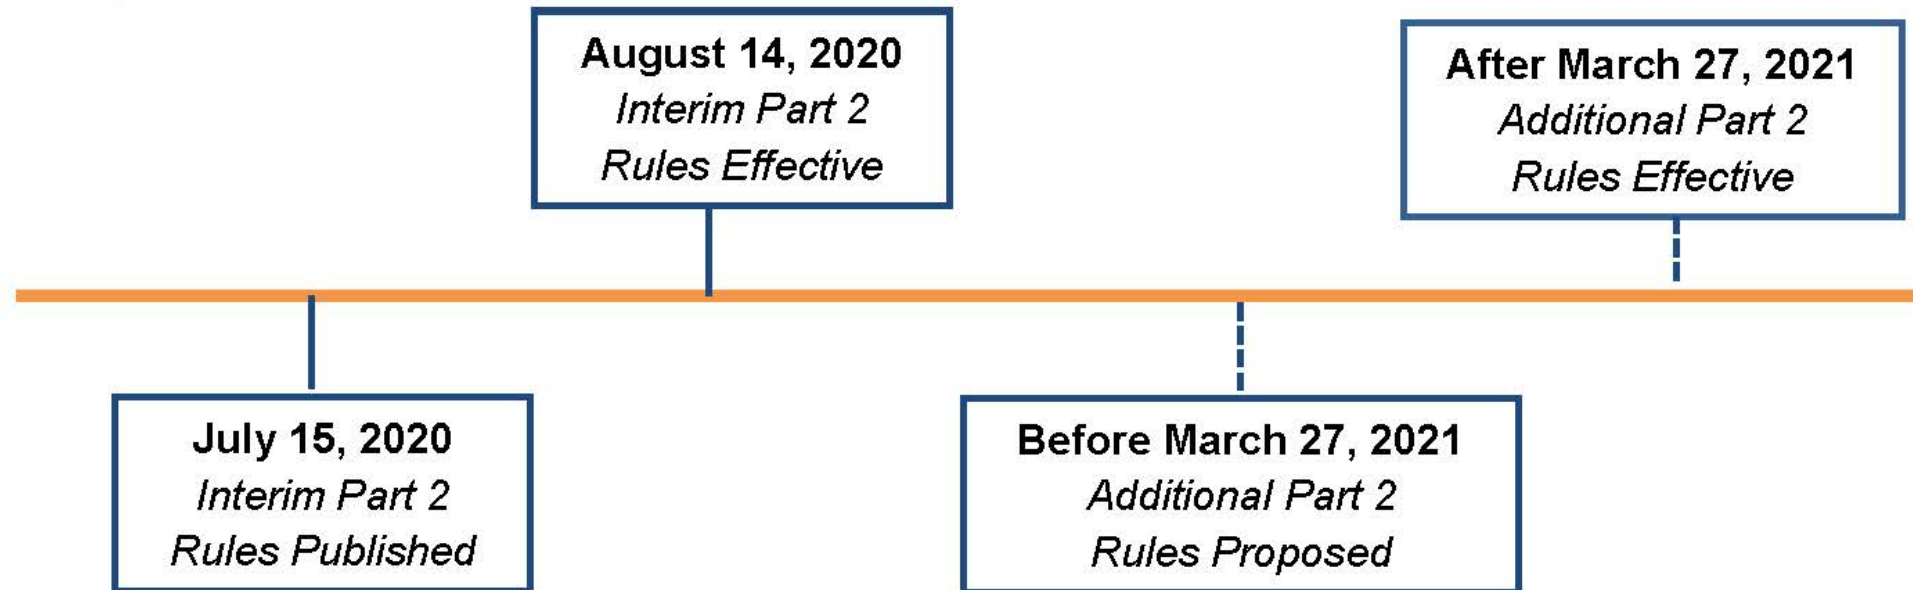 August 14, 2020
Interim Part 2
Rules Effective
After March 27, 2021
Additional Part 2
Rules Effective
July 15, 2020
Interim Part 2
Rules Published
Before March 27, 2021
Additional Part 2
Rules Proposed